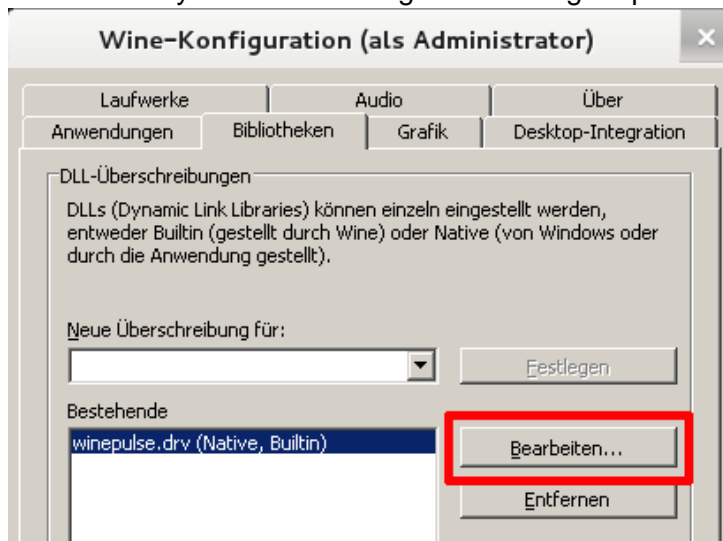 Wine-Konfiguration (als Administrator)
Laufwerke Audio Über
Anwendungen Bibliotheken Grafik Desktop-Integration
DLL-Überschreibungen
DLLs (Dynamic Link Libraries) können einzeln eingestellt werden,
entweder Builtin (gestellt durch Wine) oder Native (von Windows oder
durch die Anwendung gestellt).
Neue Überschreibung für:
Festlegen
Bestehende
winepulse.drv (Native, Builtin)
Bearbeiten...
Entfernen